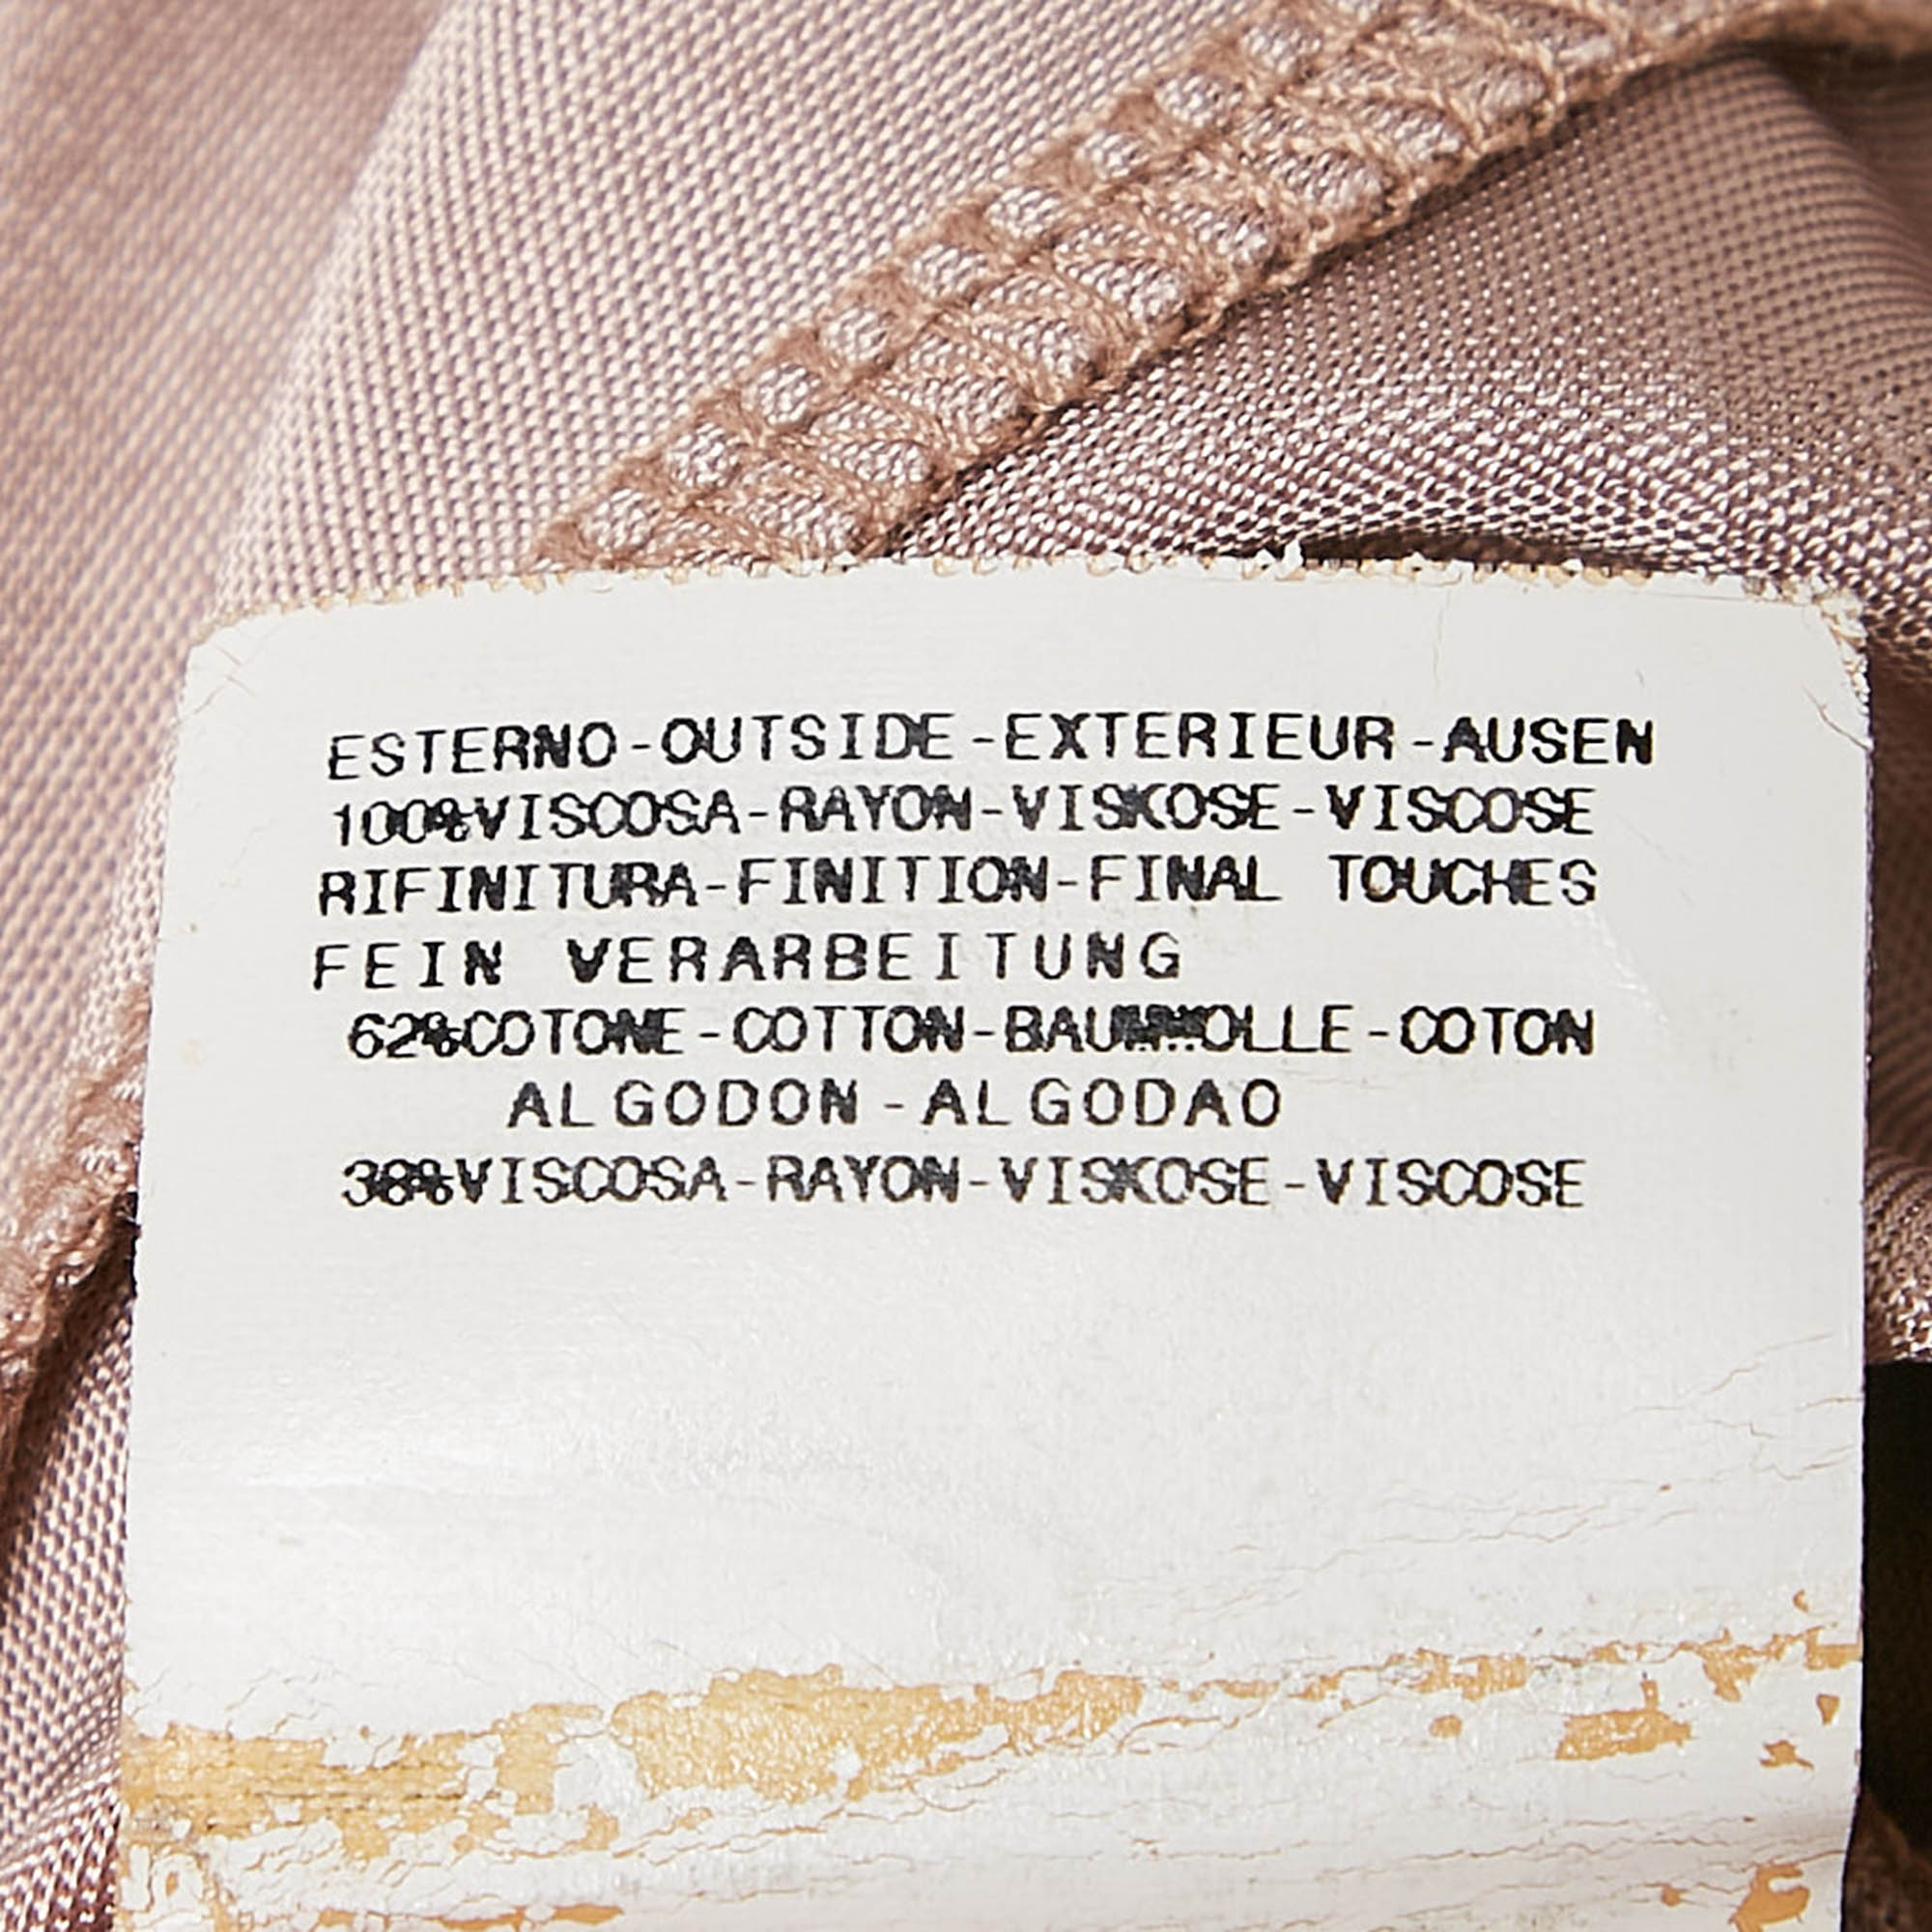 ESTERNO-OUTSIDE-EXTERIEUR-AUSEN
100%VISCOSA-RAYON-VISKOSE-VISCOSE
RIFINITURA-FINITION-FINAL TOUCHES
FEIN VERARBEITUNG
62%COTONE-COTTON-BAUMWOLLE-COTON
ALGODON-ALGODAO
38%VISCOSA-RAYON-VISKOSE-VISCOSE